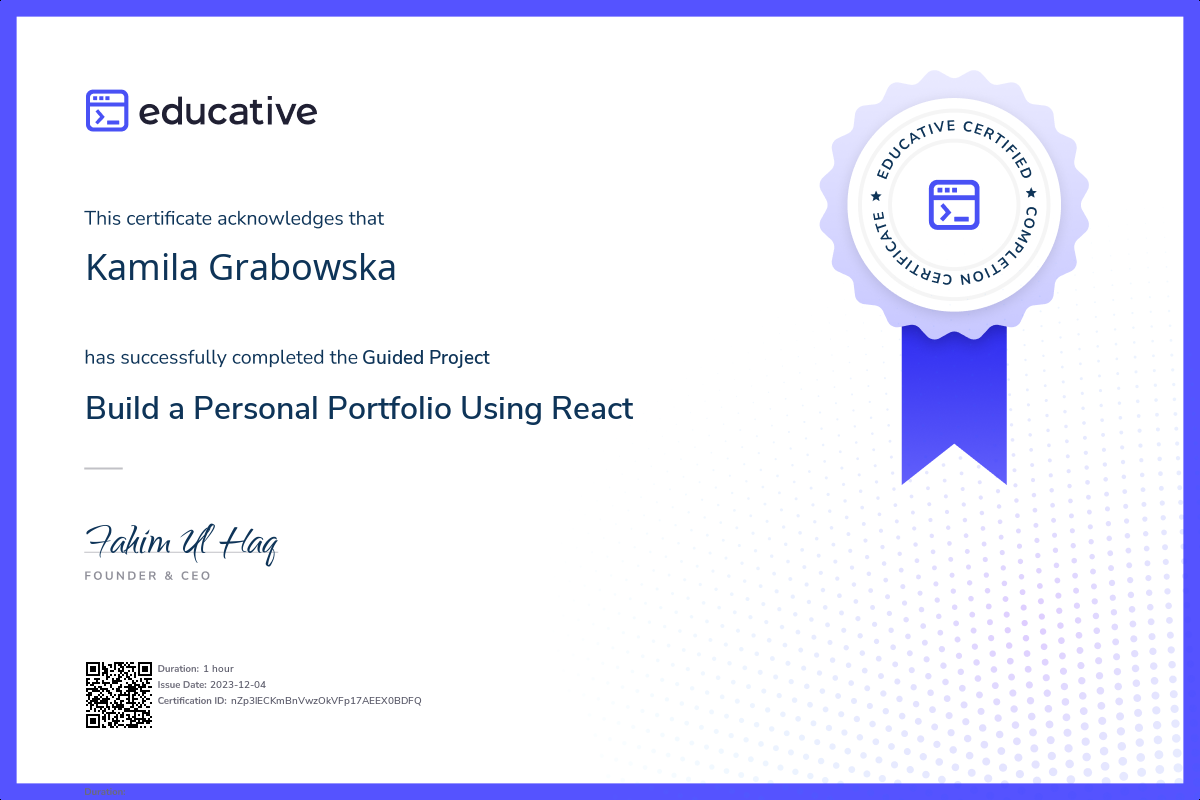 educative
This certificate acknowledges that
Kamila Grabowska
has successfully completed the Guided Project
Build a Personal Portfolio Using React
Fahim Ul Haq
FOUNDER & CEO
Duration: 1 hour
Issue Date: 2023-12-04
Certification ID: nZp3lECKmBnVwzOkVFp17AEEX0BDFQ
EDUCATIVE CERTIFIED
COMPLETION CERTIFICATE
Duration: